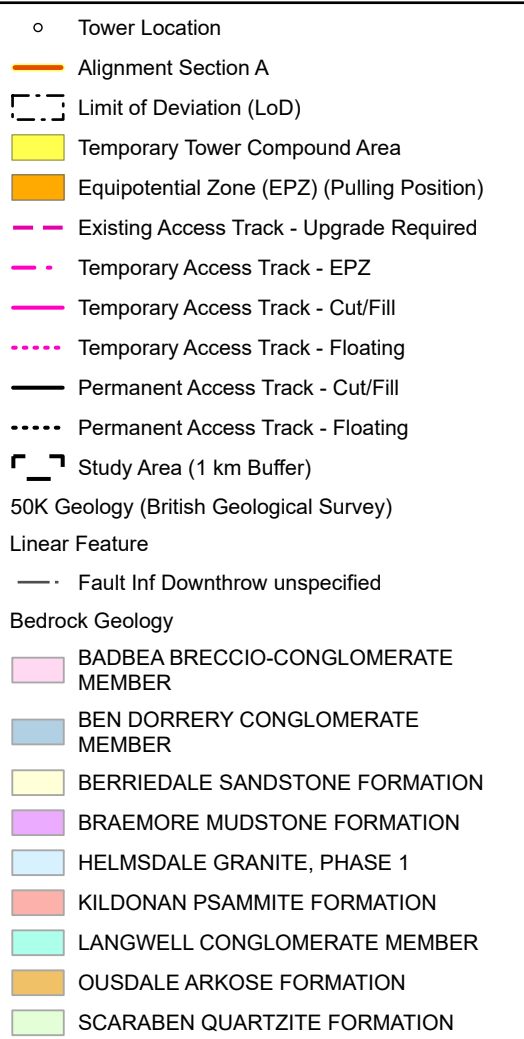 Tower Location
Alignment Section A
Limit of Deviation (LoD)
Temporary Tower Compound Area
Equipotential Zone (EPZ) (Pulling Position)
Existing Access Track - Upgrade Required
Temporary Access Track - EPZ
Temporary Access Track - Cut/Fill
Temporary Access Track - Floating
Permanent Access Track - Cut/Fill
Permanent Access Track - Floating
Study Area (1 km Buffer)
50K Geology (British Geological Survey)
Linear Feature
Fault Inf Downthrow unspecified
Bedrock Geology
BADBEA BRECCIO-CONGLOMERATE
MEMBER
BEN DORRERY CONGLOMERATE
MEMBER
BERRIEDALE SANDSTONE FORMATION
BRAEMORE MUDSTONE FORMATION
HELMSDALE GRANITE, PHASE 1
KILDONAN PSAMMITE FORMATION
LANGWELL CONGLOMERATE MEMBER
OUSDALE ARKOSE FORMATION
SCARABEN QUARTZITE FORMATION